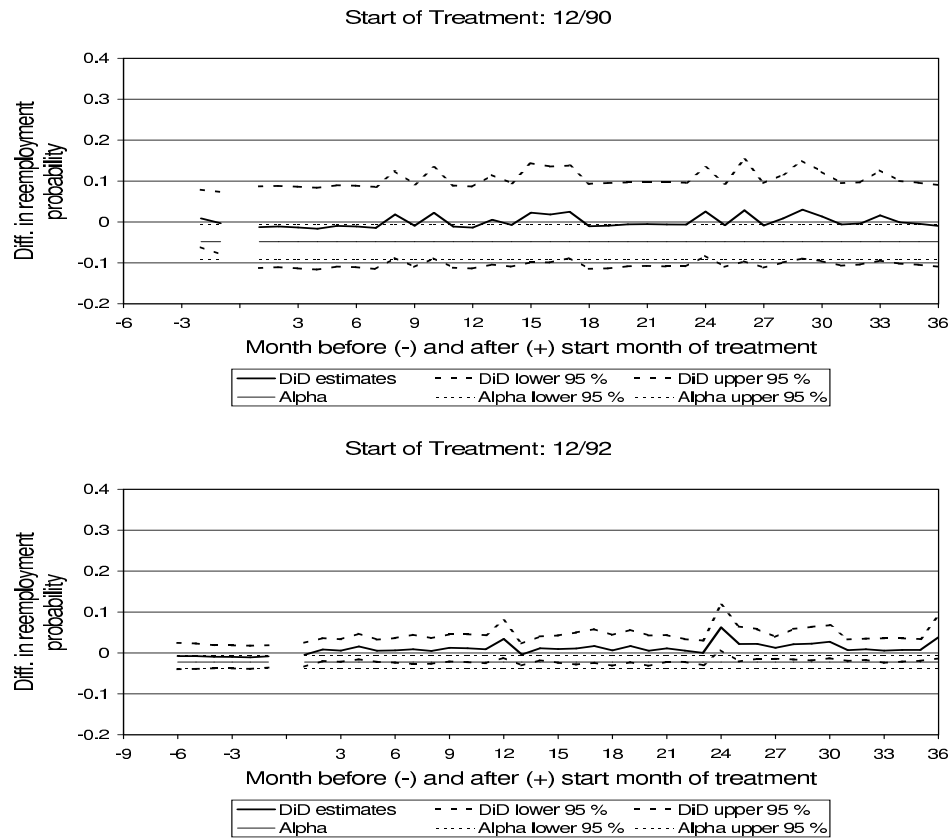 Start of Treatment: 12/90
0.4
0.3
0.2
0.1
0
-0.1
-0.2
Diff. in reemployment
probability
-6 -3 3 6 9 12 15 18 21 24 27 30 33 36
Month before (-) and after (+) start month of treatment
DiD estimates DiD lower 95 % DiD upper 95 %
Alpha Alpha lower 95 % Alpha upper 95 %
Start of Treatment: 12/92
0.4
0.3
0.2
0.1
0
-0.1
-0.2
Diff. in reemployment
probability
-9 -6 -3 3 6 9 12 15 18 21 24 27 30 33 36
Month before (-) and after (+) start month of treatment
DiD estimates DiD lower 95 % DiD upper 95 %
Alpha Alpha lower 95 % Alpha upper 95 %